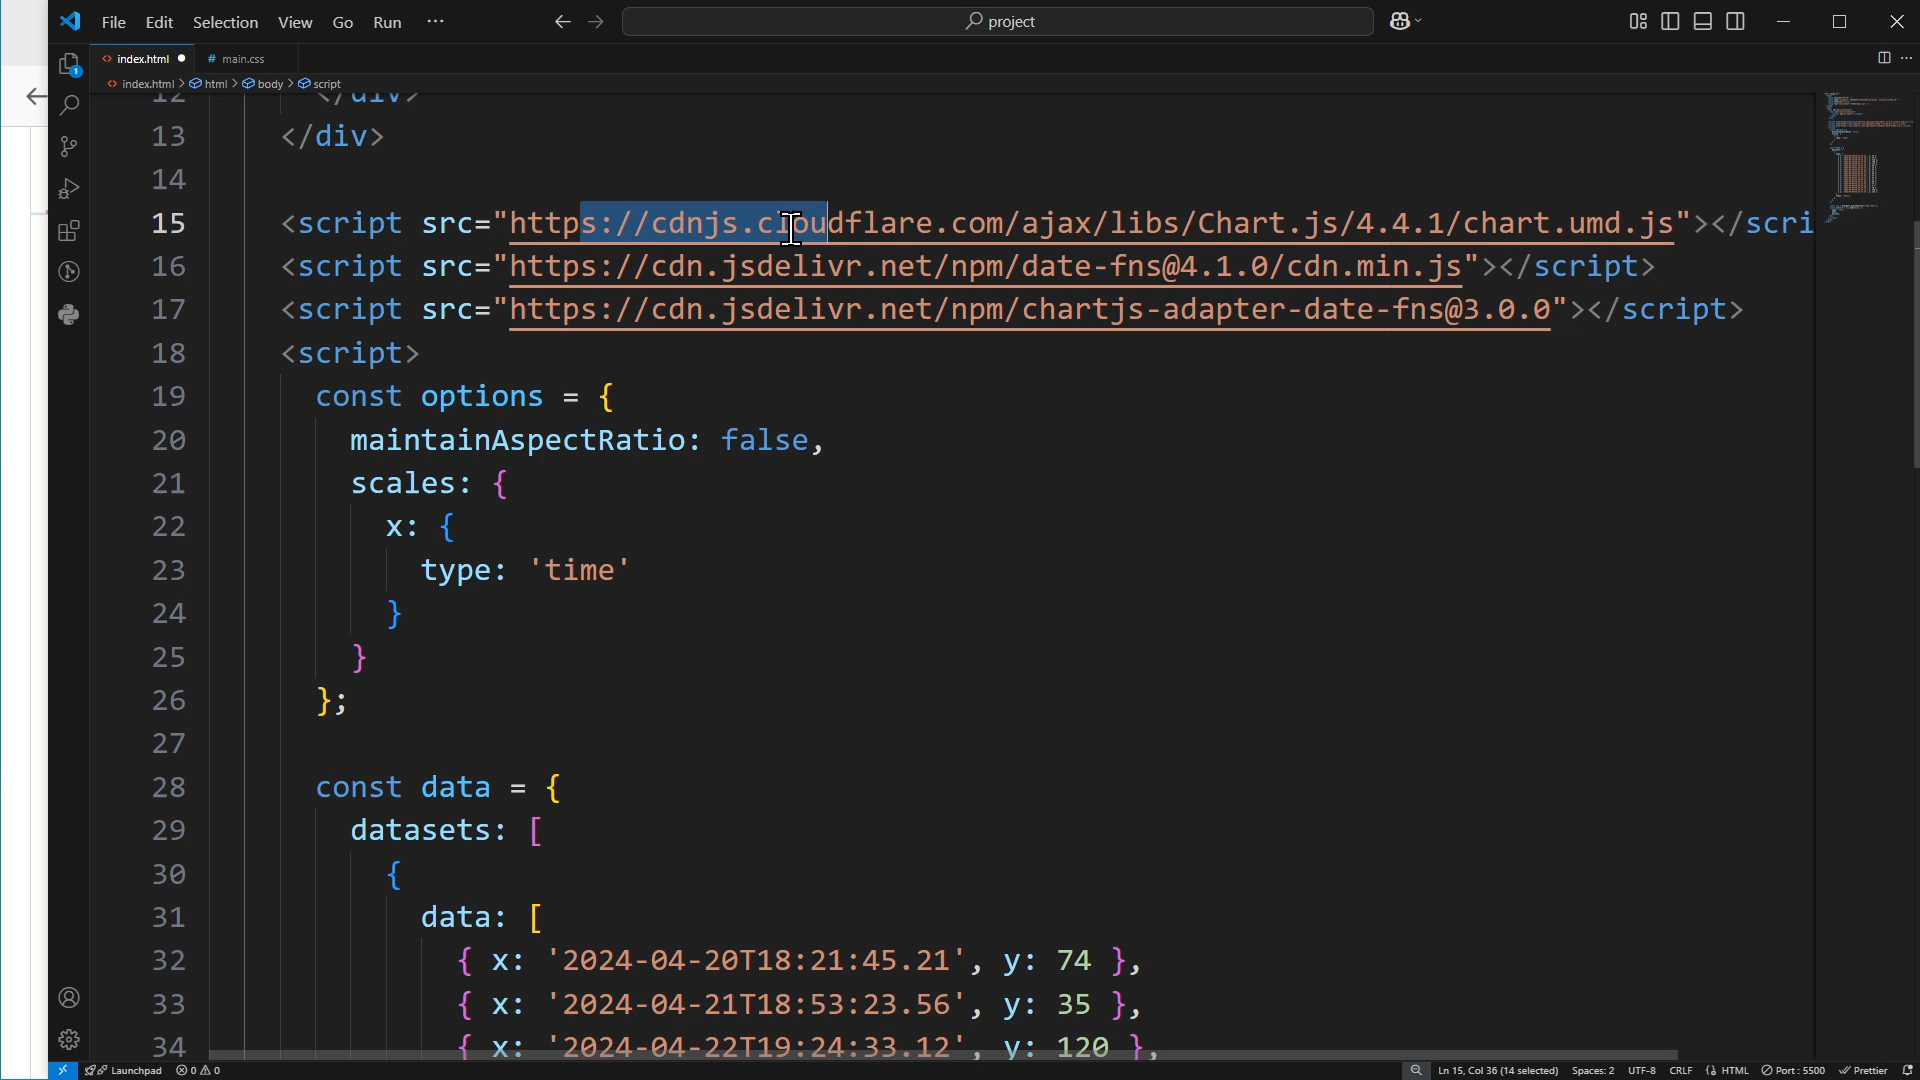 File Edit Selection View Go Run ··· project
index.html # main.css
index.html > html > body > script
12 </div>
13 </div>
14
15 <script src="https://cdnjs.cloudflare.com/ajax/libs/Chart.js/4.4.1/chart.umd.js"></scri
16 <script src="https://cdn.jsdelivr.net/npm/date-fns@4.1.0/cdn.min.js"></script>
17 <script src="https://cdn.jsdelivr.net/npm/chartjs-adapter-date-fns@3.0.0"></script>
18 <script>
19 const options = {
20 maintainAspectRatio: false,
21 scales: {
22 x: {
23 type: 'time'
24 }
25 }
26 };
27
28 const data = {
29 datasets: [
30 {
31 data: [
32 { x: '2024-04-20T18:21:45.21', y: 74 },
33 { x: '2024-04-21T18:53:23.56', y: 35 },
34 { x: '2024-04-22T19:24:33.12', y: 120 },
1
Launchpad 0 0 Ln 15, Col 36 (14 selected) Spaces: 2 UTF-8 CRLF {} HTML Port : 5500 Prettier